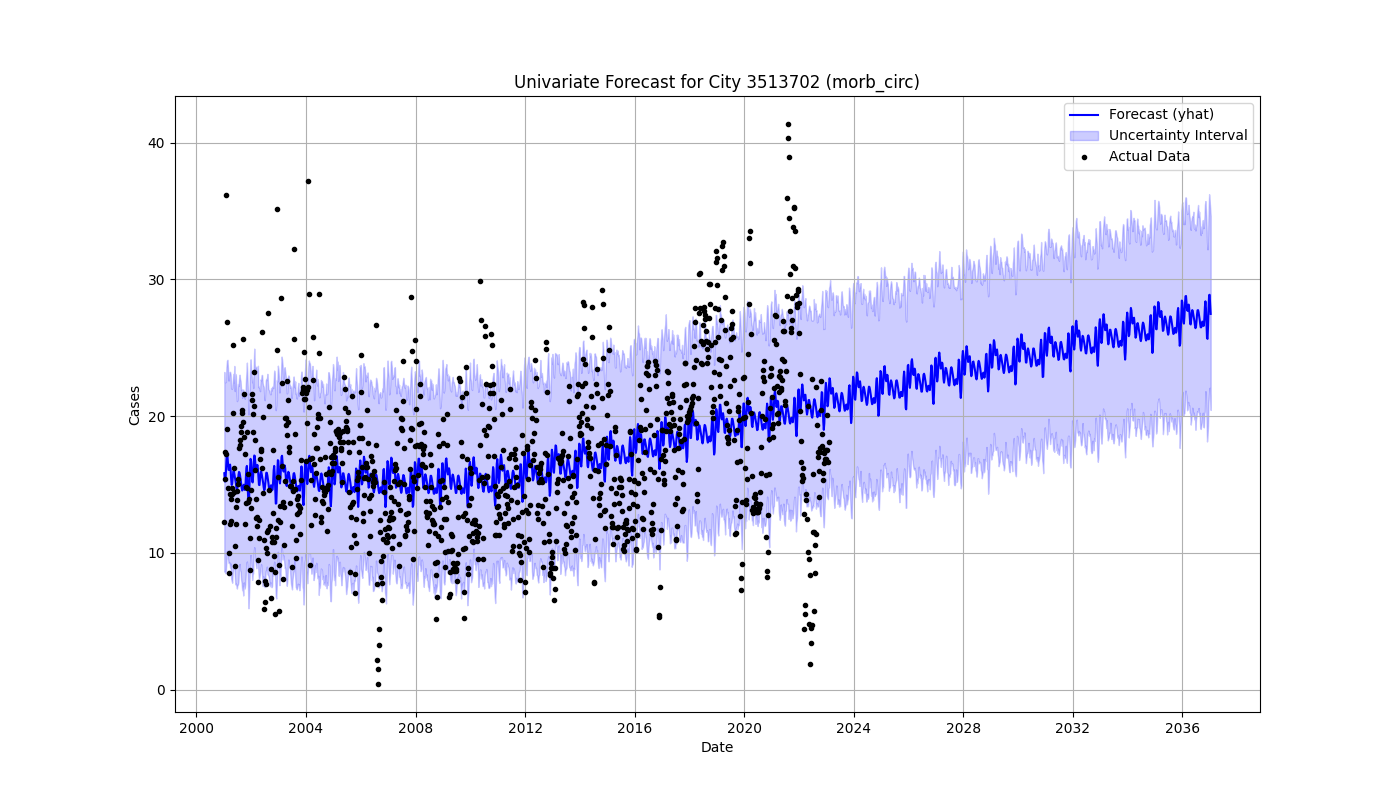 Univariate Forecast for City 3513702 (morb_circ)
Forecast (yhat)
Uncertainty Interval
Actual Data
Cases
40
30
20
10
0
2000 2004 2008 2012 2016 2020 2024 2028 2032 2036
Date